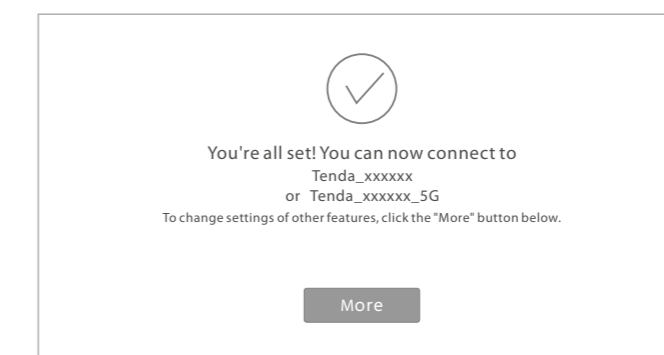 You're all set! You can now connect to
Tenda_xxxxxx
or Tenda_xxxxxx_5G
To change settings of other features, click the "More" button below.
More